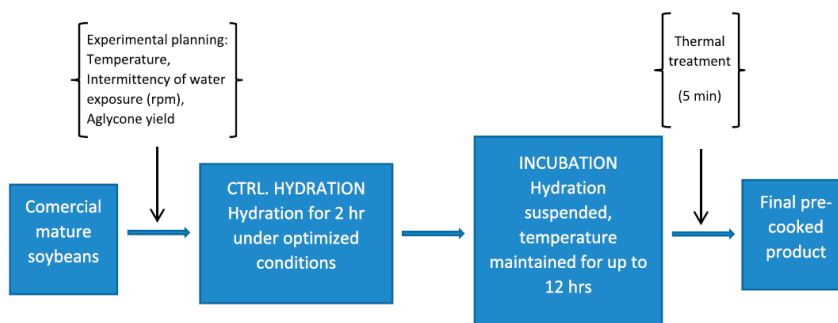 Experimental planning:
Temperature,
Intermittency of water
exposure (rpm),
Aglycone yield
Thermal
treatment
(5 min)
Comercial
mature
soybeans
CTRL. HYDRATION
Hydration for 2 hr
under optimized
conditions
INCUBATION
Hydration
suspended,
temperature
maintained for up to
12 hrs
Final pre-
cooked
product